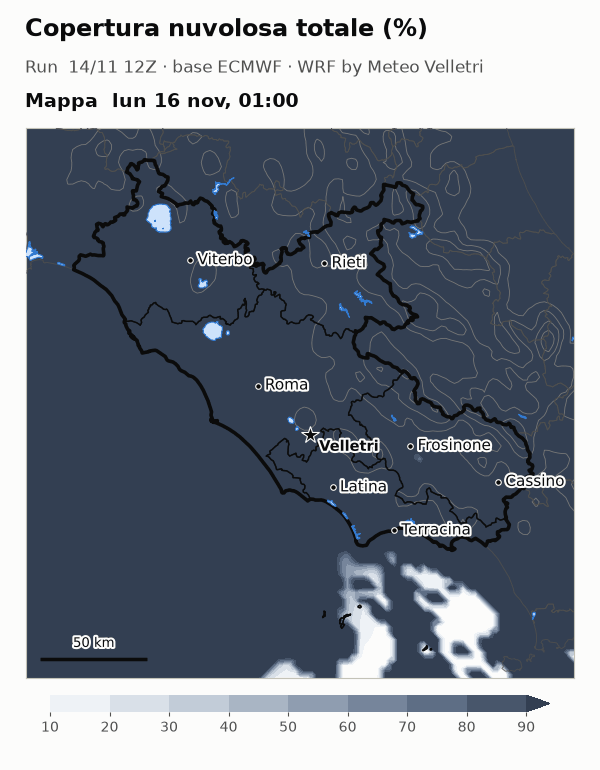 Copertura nuvolosa totale (%)
Run  14/11 12Z · base ECMWF · WRF by Meteo Velletri
Mappa  lun 16 nov, 01:00
Viterbo
Rieti
Roma
Velletri
Frosinone
Cassino
Latina
Terracina
50 km
10 20 30 40 50 60 70 80 90